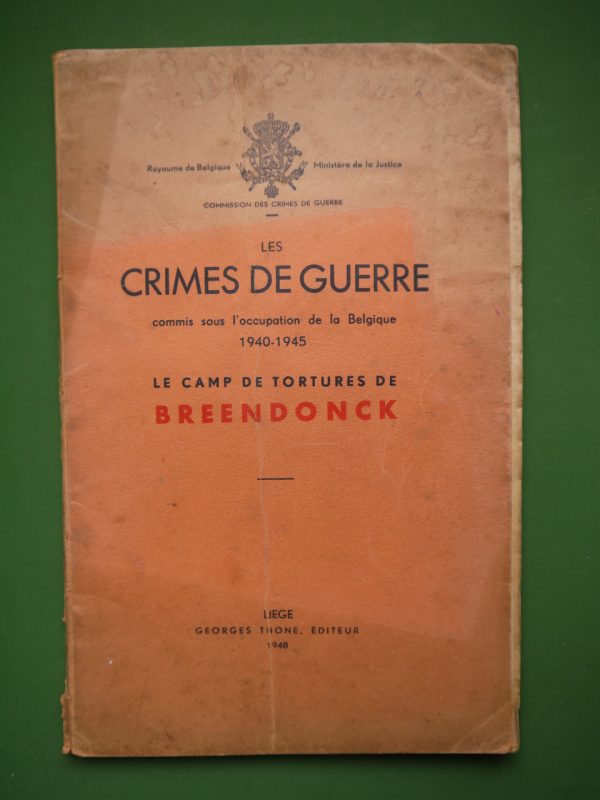 Royaume de Belgique Ministère de la Justice
COMMISSION DES CRIMES DE GUERRE
LES
CRIMES DE GUERRE
commis sous l'occupation de la Belgique
1940-1945
LE CAMP DE TORTURES DE
BREENDONCK
LIEGE
GEORGES THONE, ÉDITEUR
1948